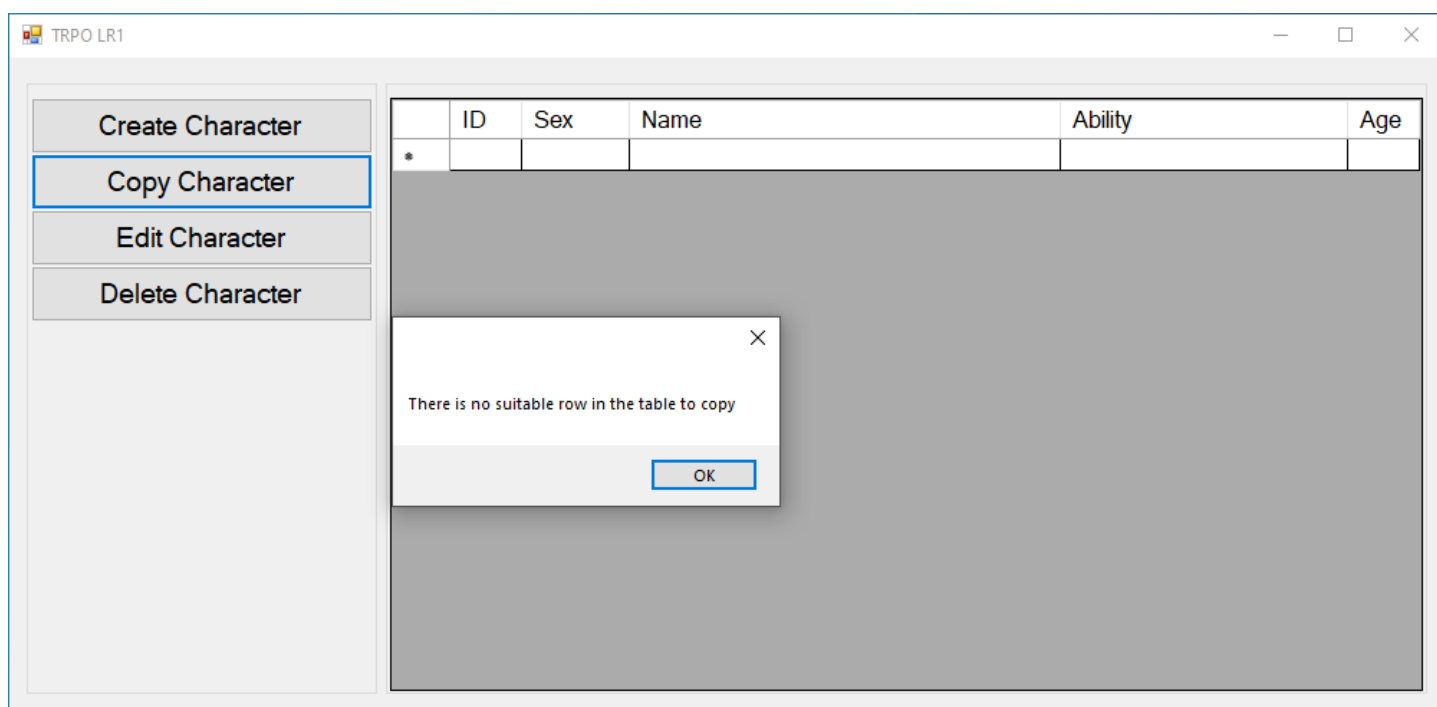 TRPO LR1
Create Character
Copy Character
Edit Character
Delete Character
ID Sex Name Ability Age
*
There is no suitable row in the table to copy
OK